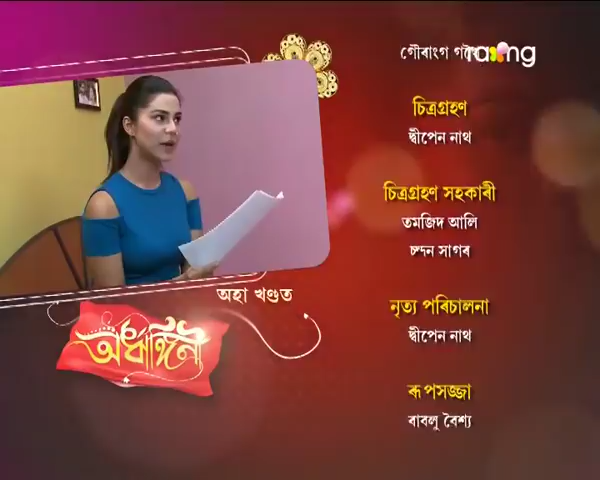 গৌৰাংগ গগৈ
rang
চিত্ৰগ্ৰহণ
দ্বীপেন নাথ
চিত্ৰগ্ৰহণ সহকাৰী
তমজিদ আলি
চন্দন সাগৰ
নৃত্য পৰিচালনা
দ্বীপেন নাথ
ৰূপসজ্জা
বাবলু বৈশ্য
অহা খণ্ডত
অৰ্ধাঙ্গিনী